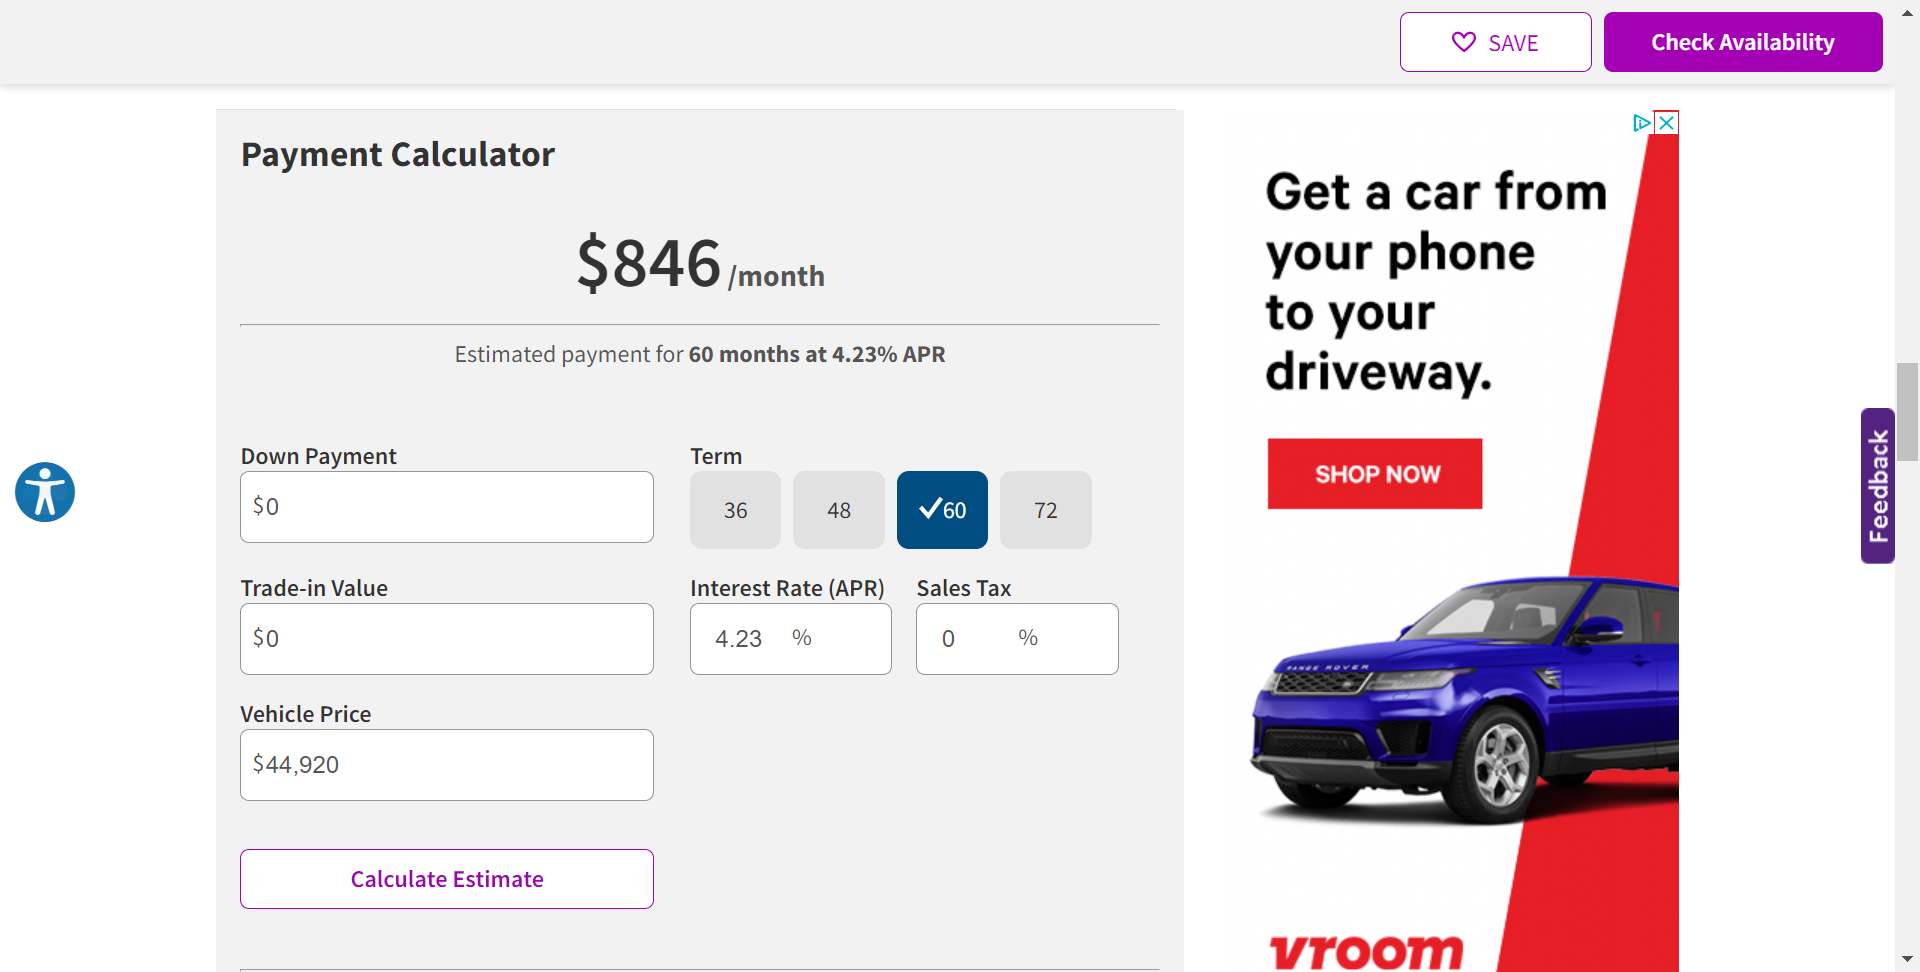 SAVE
Check Availability
Payment Calculator
$846 /month
Estimated payment for 60 months at 4.23% APR
Down Payment
$0
Term
36
48
60
72
Trade-in Value
$0
Interest Rate (APR)
4.23 %
Sales Tax
0 %
Vehicle Price
$44,920
Calculate Estimate
Get a car from
your phone
to your
driveway.
SHOP NOW
RANGE ROVER
vroom
Feedback